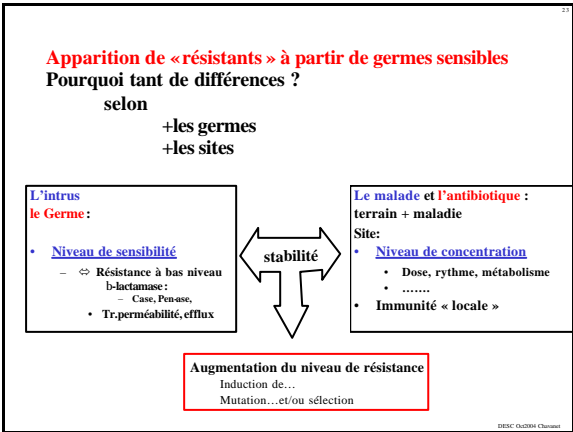 23
Apparition de « résistants » à partir de germes sensibles
Pourquoi tant de différences ?
selon
+les germes
+les sites
L'intrus
le Germe :
• Niveau de sensibilité
– ⇔ Résistance à bas niveau
b-lactamase :
– Case, Pen-ase,
• Tr.perméabilité, efflux
stabilité
Le malade et l'antibiotique :
terrain + maladie
Site:
• Niveau de concentration
• Dose, rythme, métabolisme
• …….
• Immunité « locale »
Augmentation du niveau de résistance
Induction de…
Mutation…et/ou sélection
DESC Oct2004 Chavanet